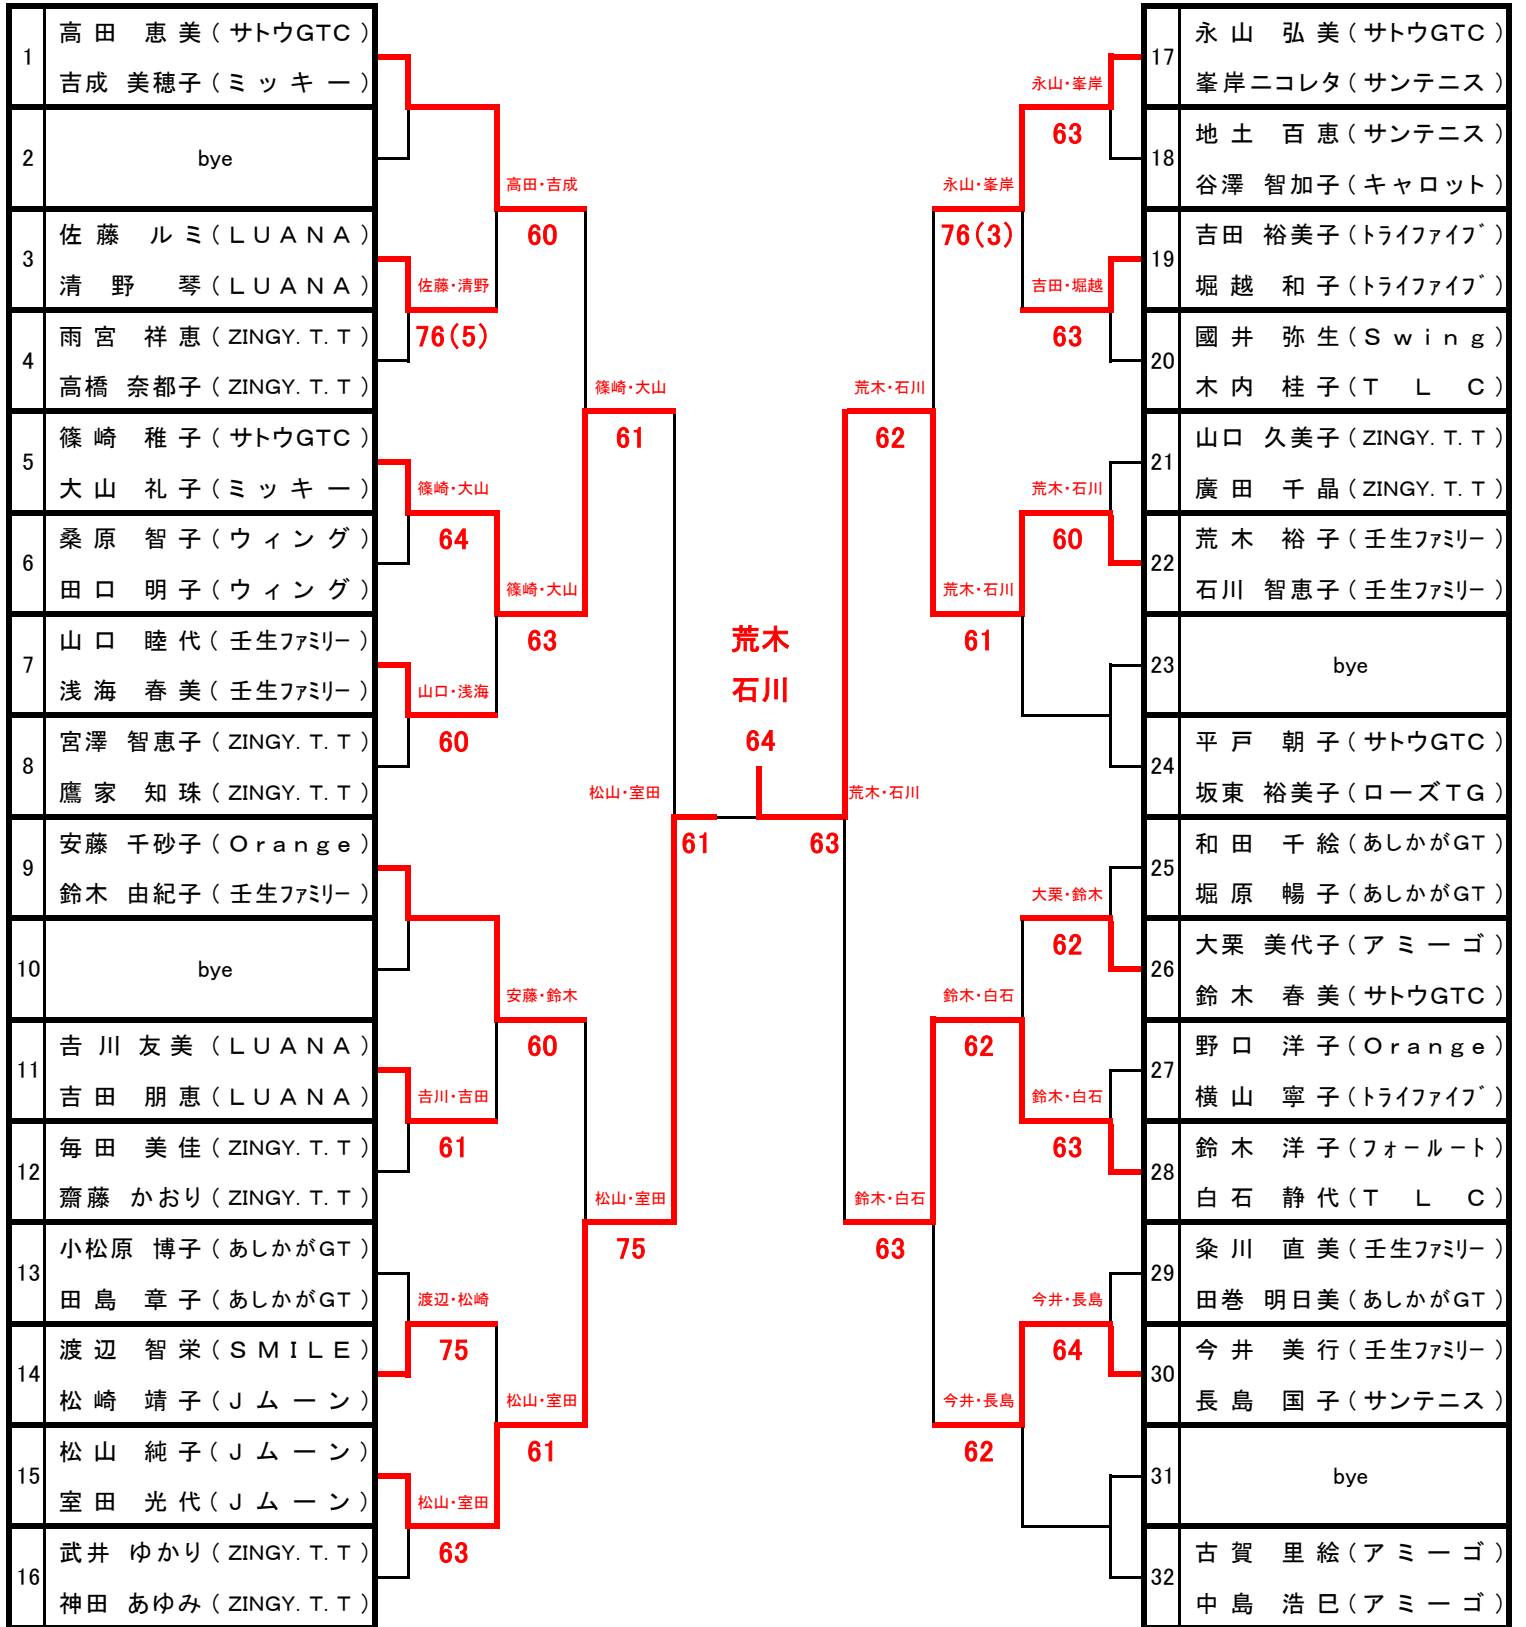 1
高田 恵美(サトウGTC)
吉成 美穂子(ミッキー)
2
bye
3
佐藤 ルミ(LUANA)
清野 琴(LUANA)
4
雨宮 祥恵(ZINGY.T.T)
高橋 奈都子(ZINGY.T.T)
5
篠崎 稚子(サトウGTC)
大山 礼子(ミッキー)
6
桑原 智子(ウィング)
田口 明子(ウィング)
7
山口 睦代(壬生ファミリー)
浅海 春美(壬生ファミリー)
8
宮澤 智恵子(ZINGY.T.T)
鷹家 知珠(ZINGY.T.T)
9
安藤 千砂子(Orange)
鈴木 由紀子(壬生ファミリー)
10
bye
11
吉川 友美(LUANA)
吉田 朋恵(LUANA)
12
毎田 美佳(ZINGY.T.T)
齋藤 かおり(ZINGY.T.T)
13
小松原 博子(あしかがGT)
田島 章子(あしかがGT)
14
渡辺 智栄(SMILE)
松崎 靖子(Jムーン)
15
松山 純子(Jムーン)
室田 光代(Jムーン)
16
武井 ゆかり(ZINGY.T.T)
神田 あゆみ(ZINGY.T.T)
佐藤・清野
76(5)
篠崎・大山
64
山口・浅海
60
吉川・吉田
61
渡辺・松崎
75
松山・室田
63
高田・吉成
60
篠崎・大山
63
安藤・鈴木
60
松山・室田
61
篠崎・大山
61
松山・室田
75
松山・室田
61
荒木
石川
64
荒木・石川
63
荒木・石川
62
鈴木・白石
63
永山・峯岸
76(3)
荒木・石川
61
鈴木・白石
62
今井・長島
62
永山・峯岸
63
吉田・堀越
63
荒木・石川
60
大栗・鈴木
62
鈴木・白石
63
今井・長島
64
17
永山 弘美(サトウGTC)
峯岸ニコレタ(サンテニス)
18
地土 百恵(サンテニス)
谷澤 智加子(キャロット)
19
吉田 裕美子(トライファイブ)
堀越 和子(トライファイブ)
20
國井 弥生(Swing)
木内 桂子(TLC)
21
山口 久美子(ZINGY.T.T)
廣田 千晶(ZINGY.T.T)
22
荒木 裕子(壬生ファミリー)
石川 智恵子(壬生ファミリー)
23
bye
24
平戸 朝子(サトウGTC)
坂東 裕美子(ローズTG)
25
和田 千絵(あしかがGT)
堀原 暢子(あしかがGT)
26
大栗 美代子(アミーゴ)
鈴木 春美(サトウGTC)
27
野口 洋子(Orange)
横山 寧子(トライファイブ)
28
鈴木 洋子(フォールート)
白石 静代(TLC)
29
粂川 直美(壬生ファミリー)
田巻 明日美(あしかがGT)
30
今井 美行(壬生ファミリー)
長島 国子(サンテニス)
31
bye
32
古賀 里絵(アミーゴ)
中島 浩巳(アミーゴ)